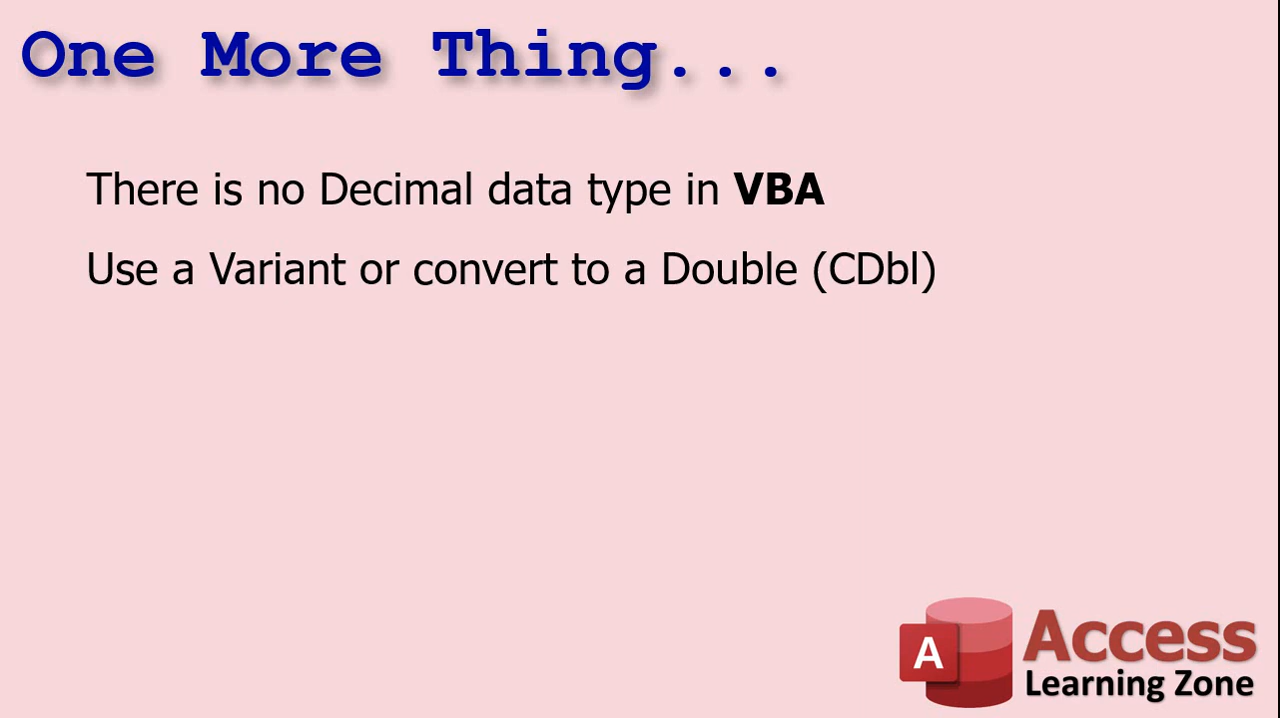 One More Thing...
There is no Decimal data type in VBA
Use a Variant or convert to a Double (CDbl)
A
Access
Learning Zone